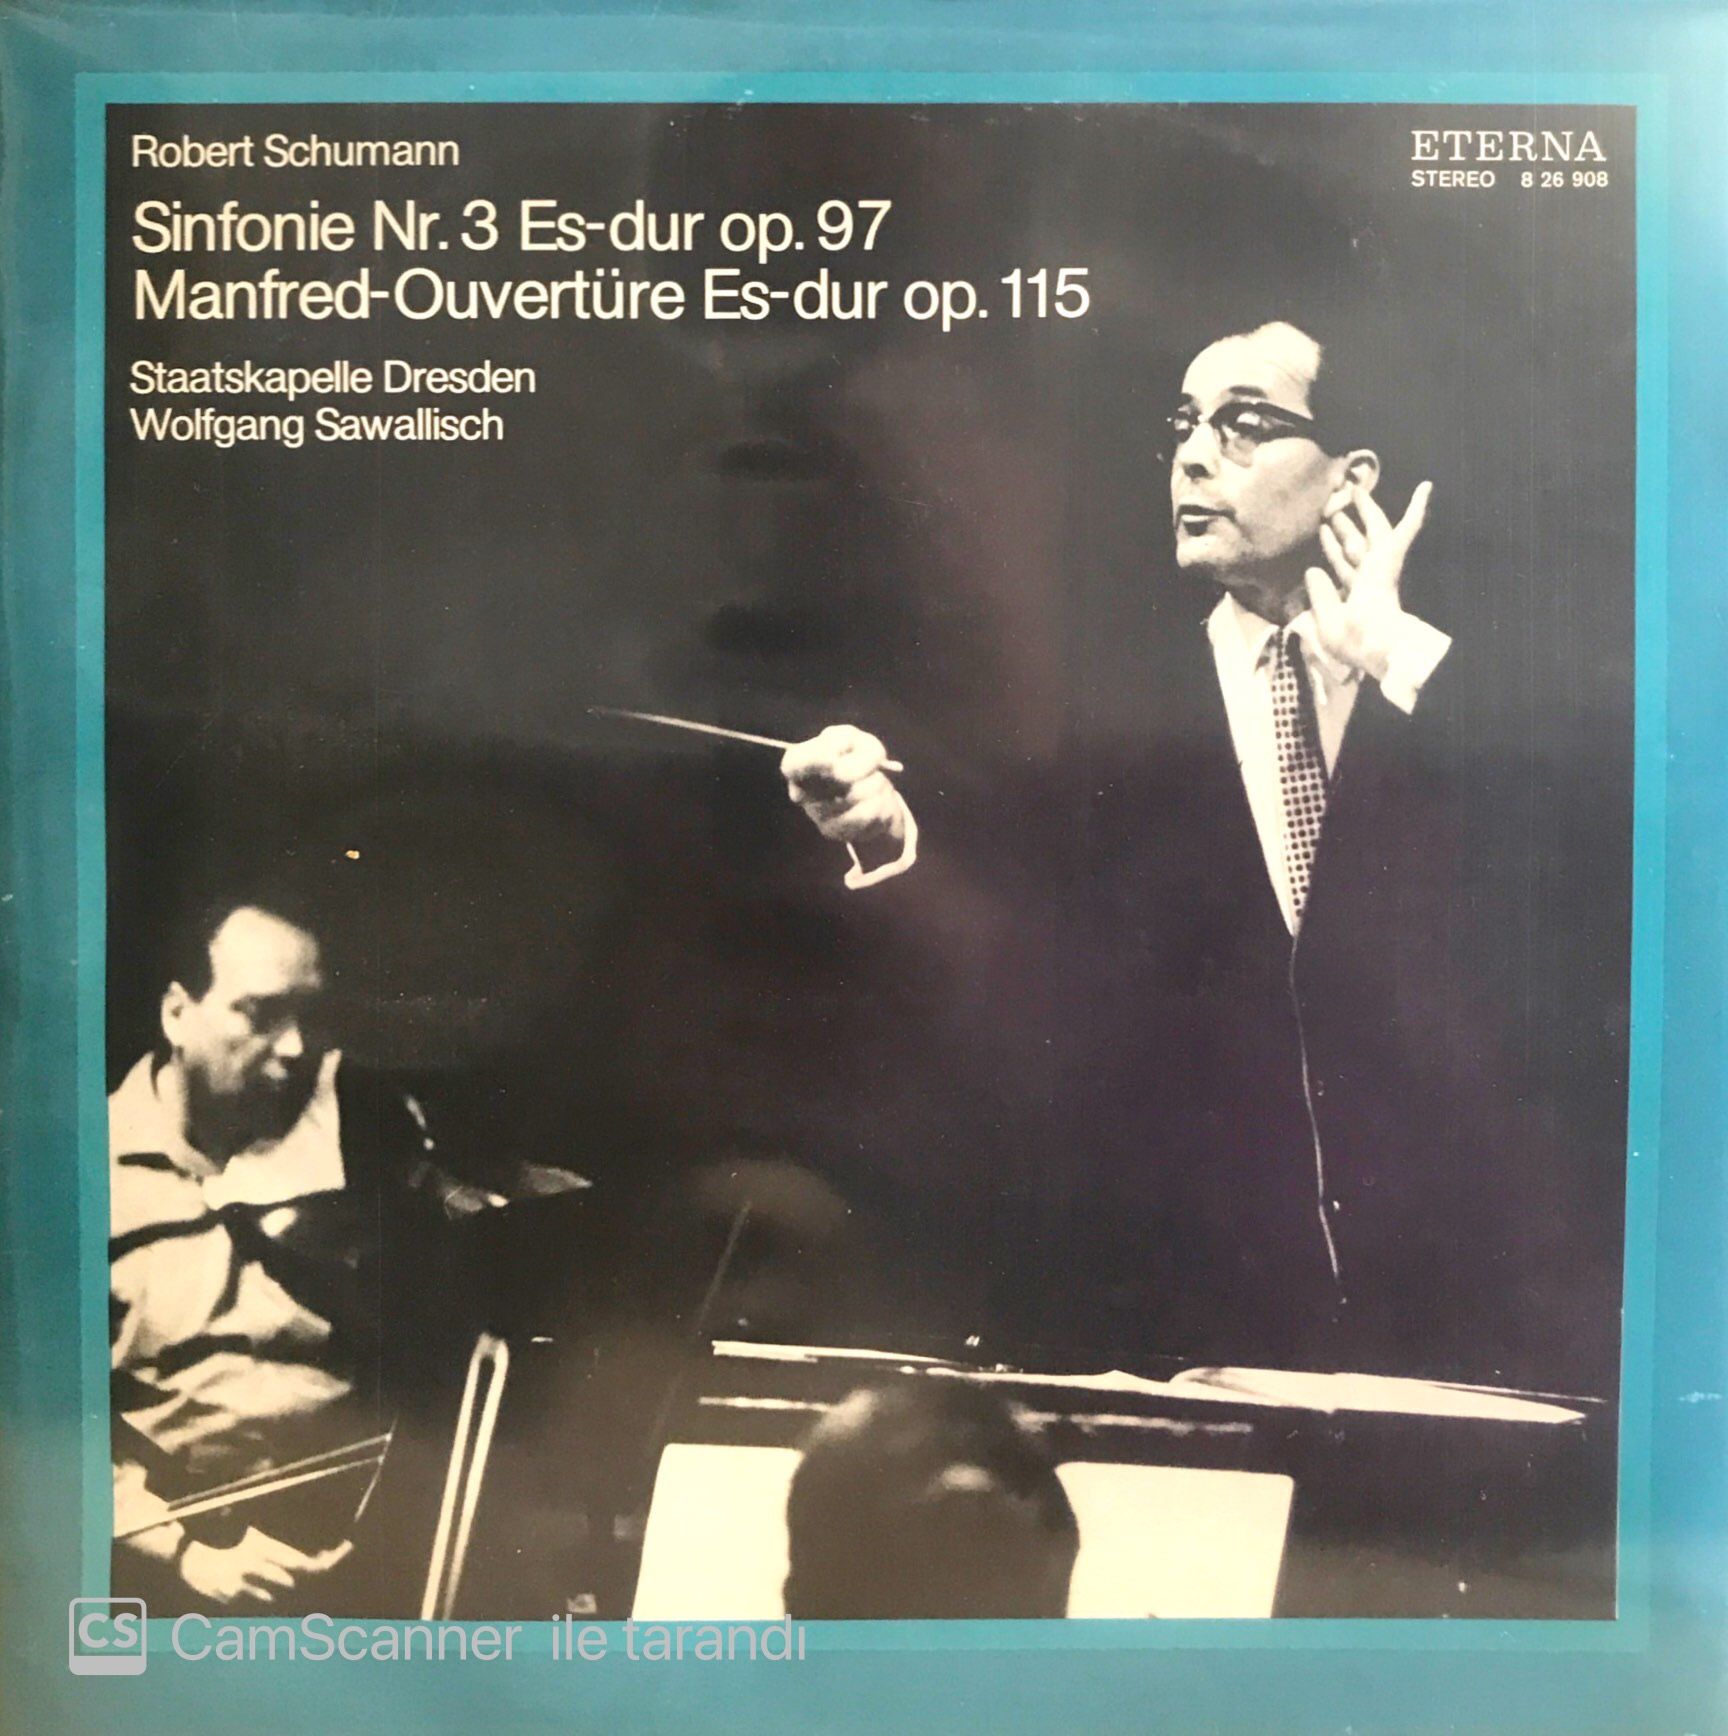 Robert Schumann
Sinfonie Nr. 3 Es-dur op. 97
Manfred-Ouvertüre Es-dur op. 115
Staatskapelle Dresden
Wolfgang Sawallisch
ETERNA
STEREO 8 26 908
CS CamScanner ile tarandı